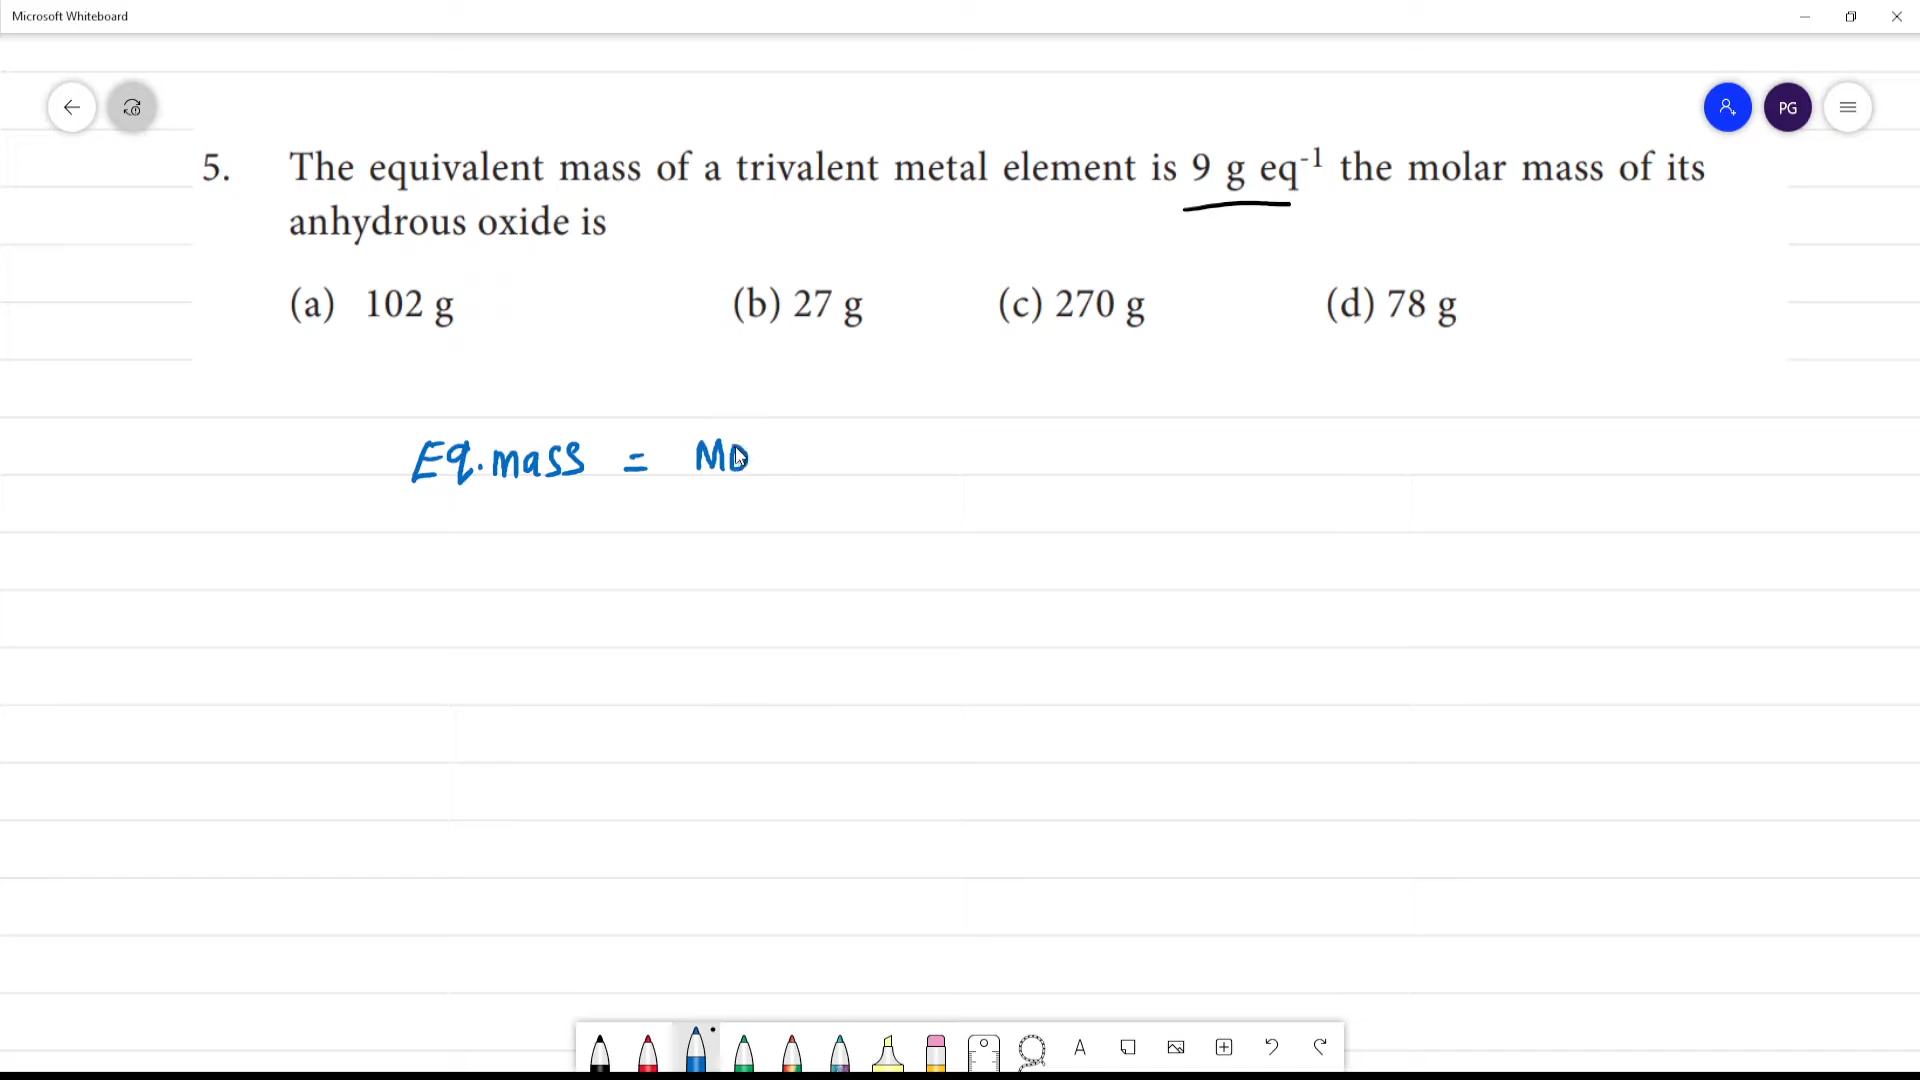 Microsoft Whiteboard
PG
5. The equivalent mass of a trivalent metal element is 9 g eq⁻¹ the molar mass of its
anhydrous oxide is
(a) 102 g (b) 27 g (c) 270 g (d) 78 g
Eq. mass = Mo
A